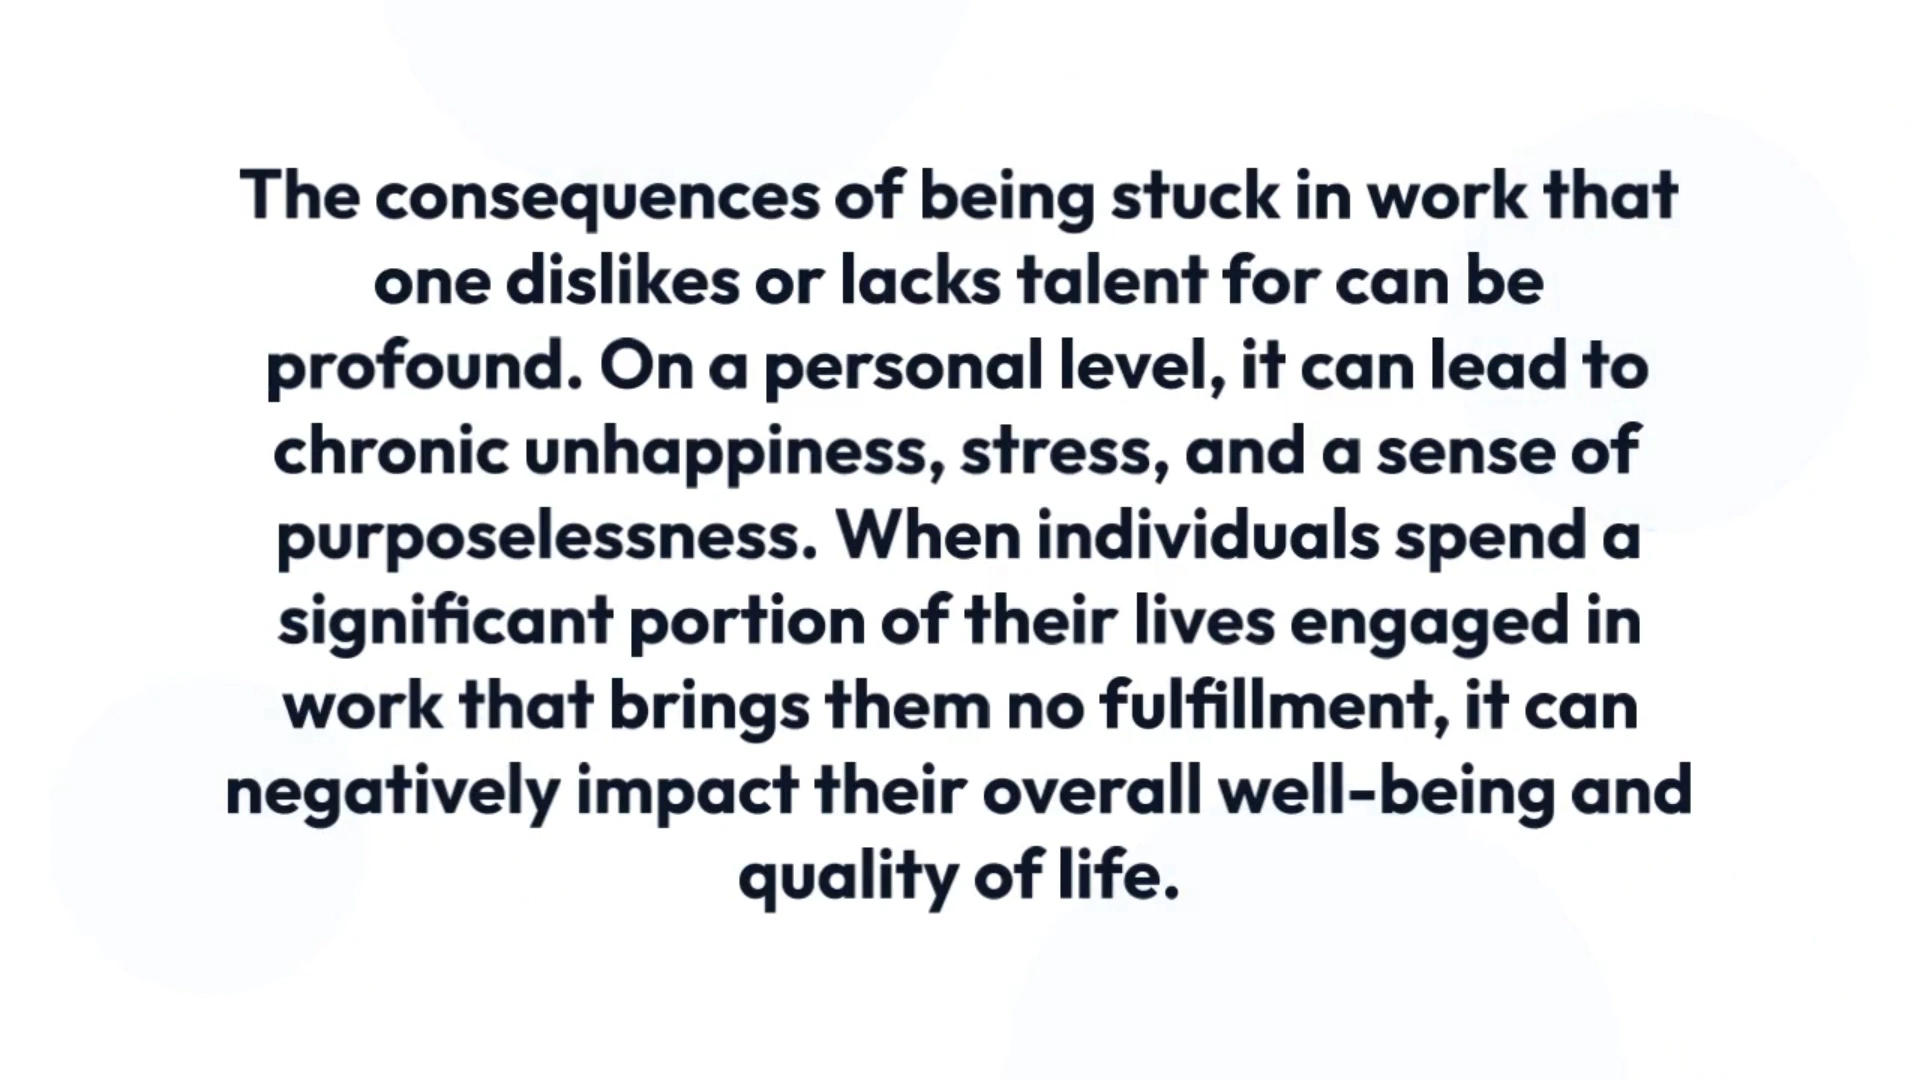 The consequences of being stuck in work that
one dislikes or lacks talent for can be
profound. On a personal level, it can lead to
chronic unhappiness, stress, and a sense of
purposelessness. When individuals spend a
significant portion of their lives engaged in
work that brings them no fulfillment, it can
negatively impact their overall well-being and
quality of life.